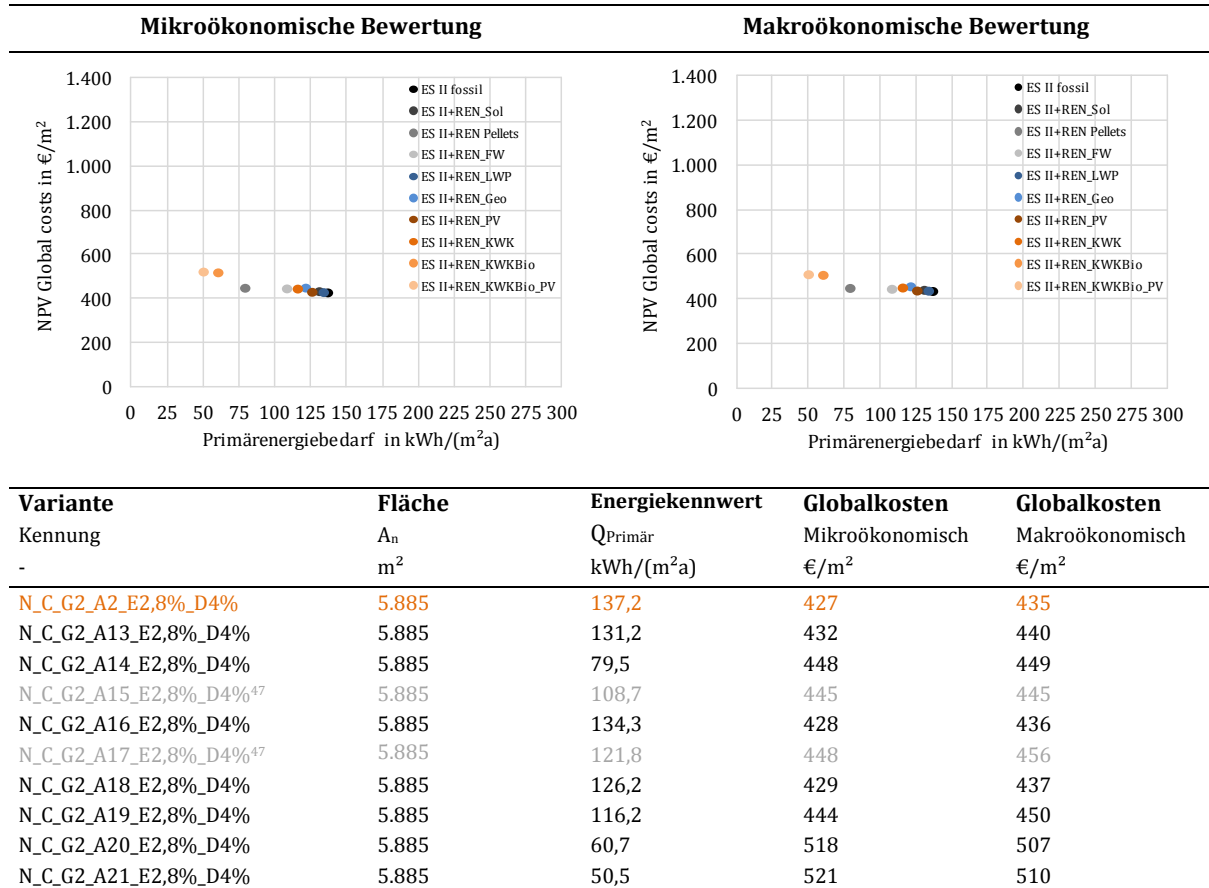 Mikroökonomische Bewertung
Makroökonomische Bewertung
NPV Global costs in €/m²
1.400
1.200
1.000
800
600
400
200
0
0 25 50 75 100 125 150 175 200 225 250 275 300
Primärenergiebedarf in kWh/(m²a)
ES II fossil
ES II+REN_Sol
ES II+REN Pellets
ES II+REN_FW
ES II+REN_LWP
ES II+REN_Geo
ES II+REN_PV
ES II+REN_KWK
ES II+REN_KWKBio
ES II+REN_KWKBio_PV
NPV Global costs in €/m²
1.400
1.200
1.000
800
600
400
200
0
0 25 50 75 100 125 150 175 200 225 250 275 300
Primärenergiebedarf in kWh/(m²a)
ES II fossil
ES II+REN_Sol
ES II+REN Pellets
ES II+REN_FW
ES II+REN_LWP
ES II+REN_Geo
ES II+REN_PV
ES II+REN_KWK
ES II+REN_KWKBio
ES II+REN_KWKBio_PV
Variante Fläche Energiekennwert Globalkosten Globalkosten
Kennung An QPrimär Mikroökonomisch Makroökonomisch
- m² kWh/(m²a) €/m² €/m²
N_C_G2_A2_E2,8%_D4% 5.885 137,2 427 435
N_C_G2_A13_E2,8%_D4% 5.885 131,2 432 440
N_C_G2_A14_E2,8%_D4% 5.885 79,5 448 449
N_C_G2_A15_E2,8%_D4%47 5.885 108,7 445 445
N_C_G2_A16_E2,8%_D4% 5.885 134,3 428 436
N_C_G2_A17_E2,8%_D4%47 5.885 121,8 448 456
N_C_G2_A18_E2,8%_D4% 5.885 126,2 429 437
N_C_G2_A19_E2,8%_D4% 5.885 116,2 444 450
N_C_G2_A20_E2,8%_D4% 5.885 60,7 518 507
N_C_G2_A21_E2,8%_D4% 5.885 50,5 521 510